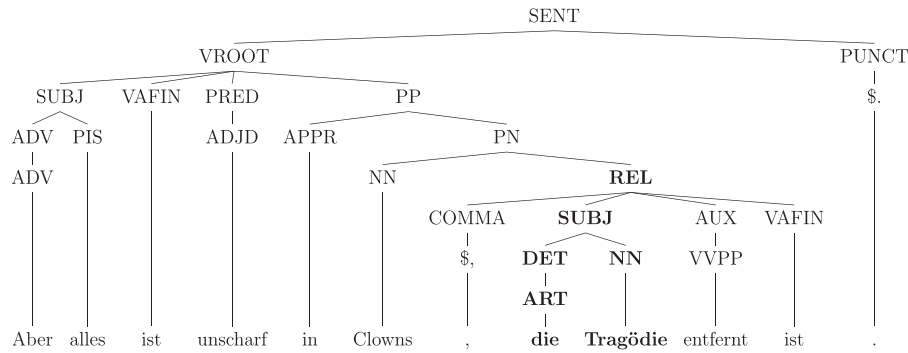 SENT
VROOT PUNCT
SUBJ VAFIN PRED PP $.
ADV PIS ADJD APPR PN
ADV NN REL
COMMA SUBJ AUX VAFIN
$, DET NN VVPP
ART
Aber alles ist unscharf in Clowns , die Tragödie entfernt ist .